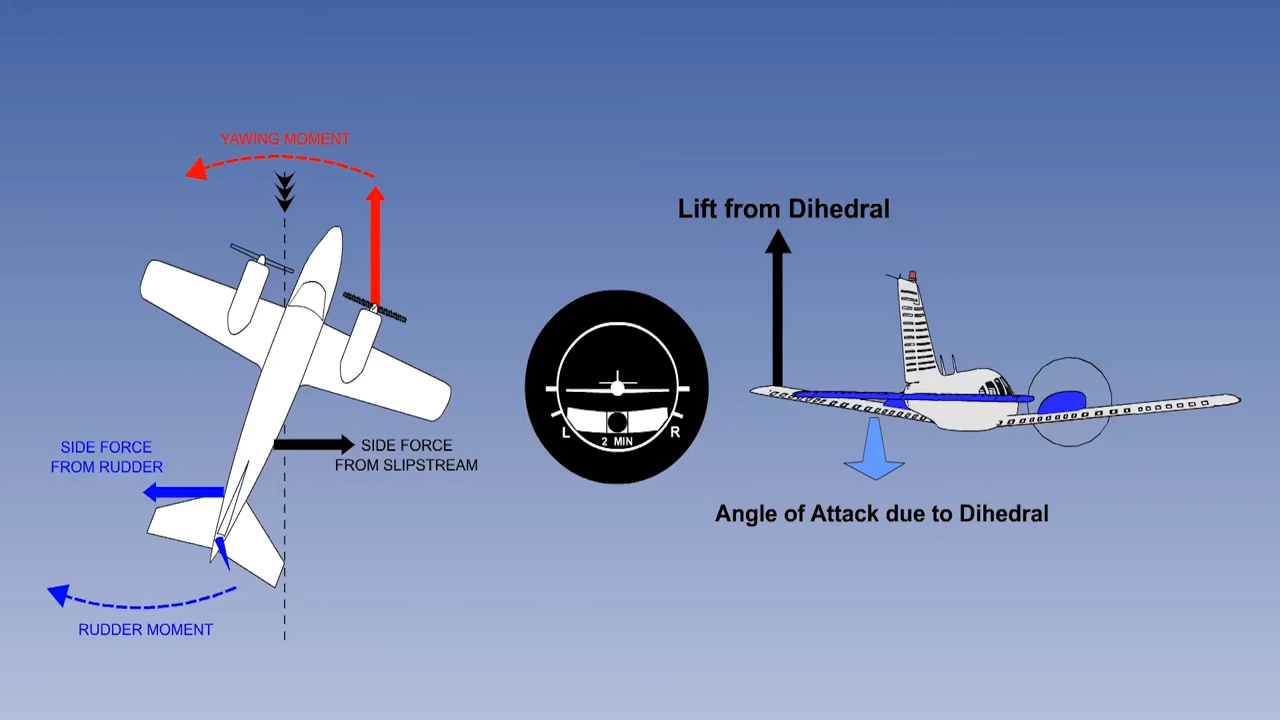 YAWING MOMENT
Lift from Dihedral
SIDE FORCE
FROM RUDDER
SIDE FORCE
FROM SLIPSTREAM
L
R
2 MIN
Angle of Attack due to Dihedral
RUDDER MOMENT